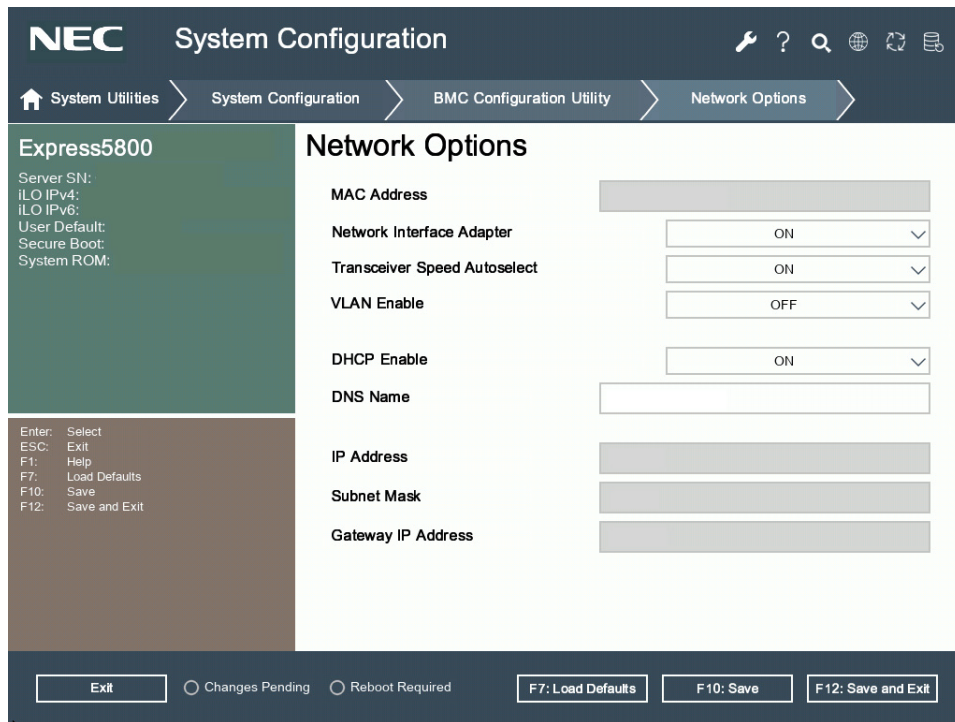 NEC System Configuration
System Utilities System Configuration BMC Configuration Utility Network Options
Express5800
Server SN:
iLO IPv4:
iLO IPv6:
User Default:
Secure Boot:
System ROM:
Enter: Select
ESC: Exit
F1: Help
F7: Load Defaults
F10: Save
F12: Save and Exit
Network Options
MAC Address
Network Interface Adapter ON
Transceiver Speed Autoselect ON
VLAN Enable OFF
DHCP Enable ON
DNS Name
IP Address
Subnet Mask
Gateway IP Address
Exit Changes Pending Reboot Required F7: Load Defaults F10: Save F12: Save and Exit